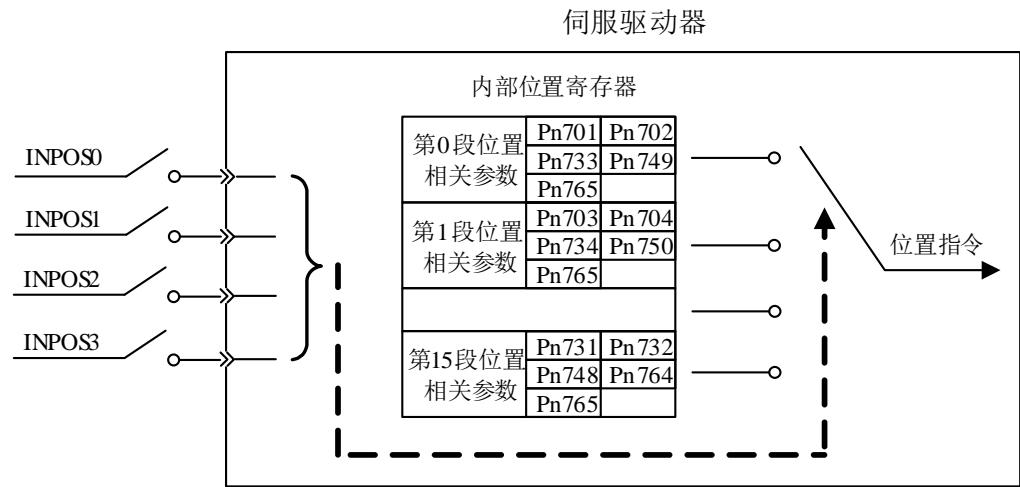 伺服驱动器
内部位置寄存器
INPOS0
INPOS1
INPOS2
INPOS3
第0段位置
相关参数
Pn701 Pn702
Pn733 Pn749
Pn765
第1段位置
相关参数
Pn703 Pn704
Pn734 Pn750
Pn765
第15段位置
相关参数
Pn731 Pn732
Pn748 Pn764
Pn765
位置指令